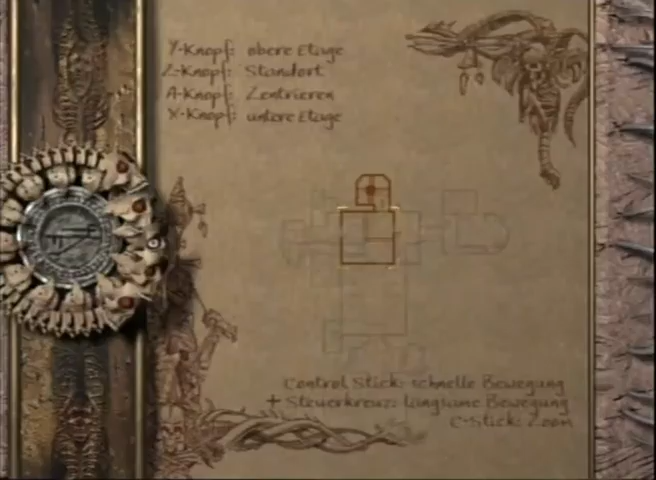 Y-Knopf: obere Etage
Z-Knopf: Standort
A-Knopf: Zentrieren
X-Knopf: untere Etage
Control Stick: schnelle Bewegung
+ Steuerkreuz: langsame Bewegung
C-Stick: Zoom